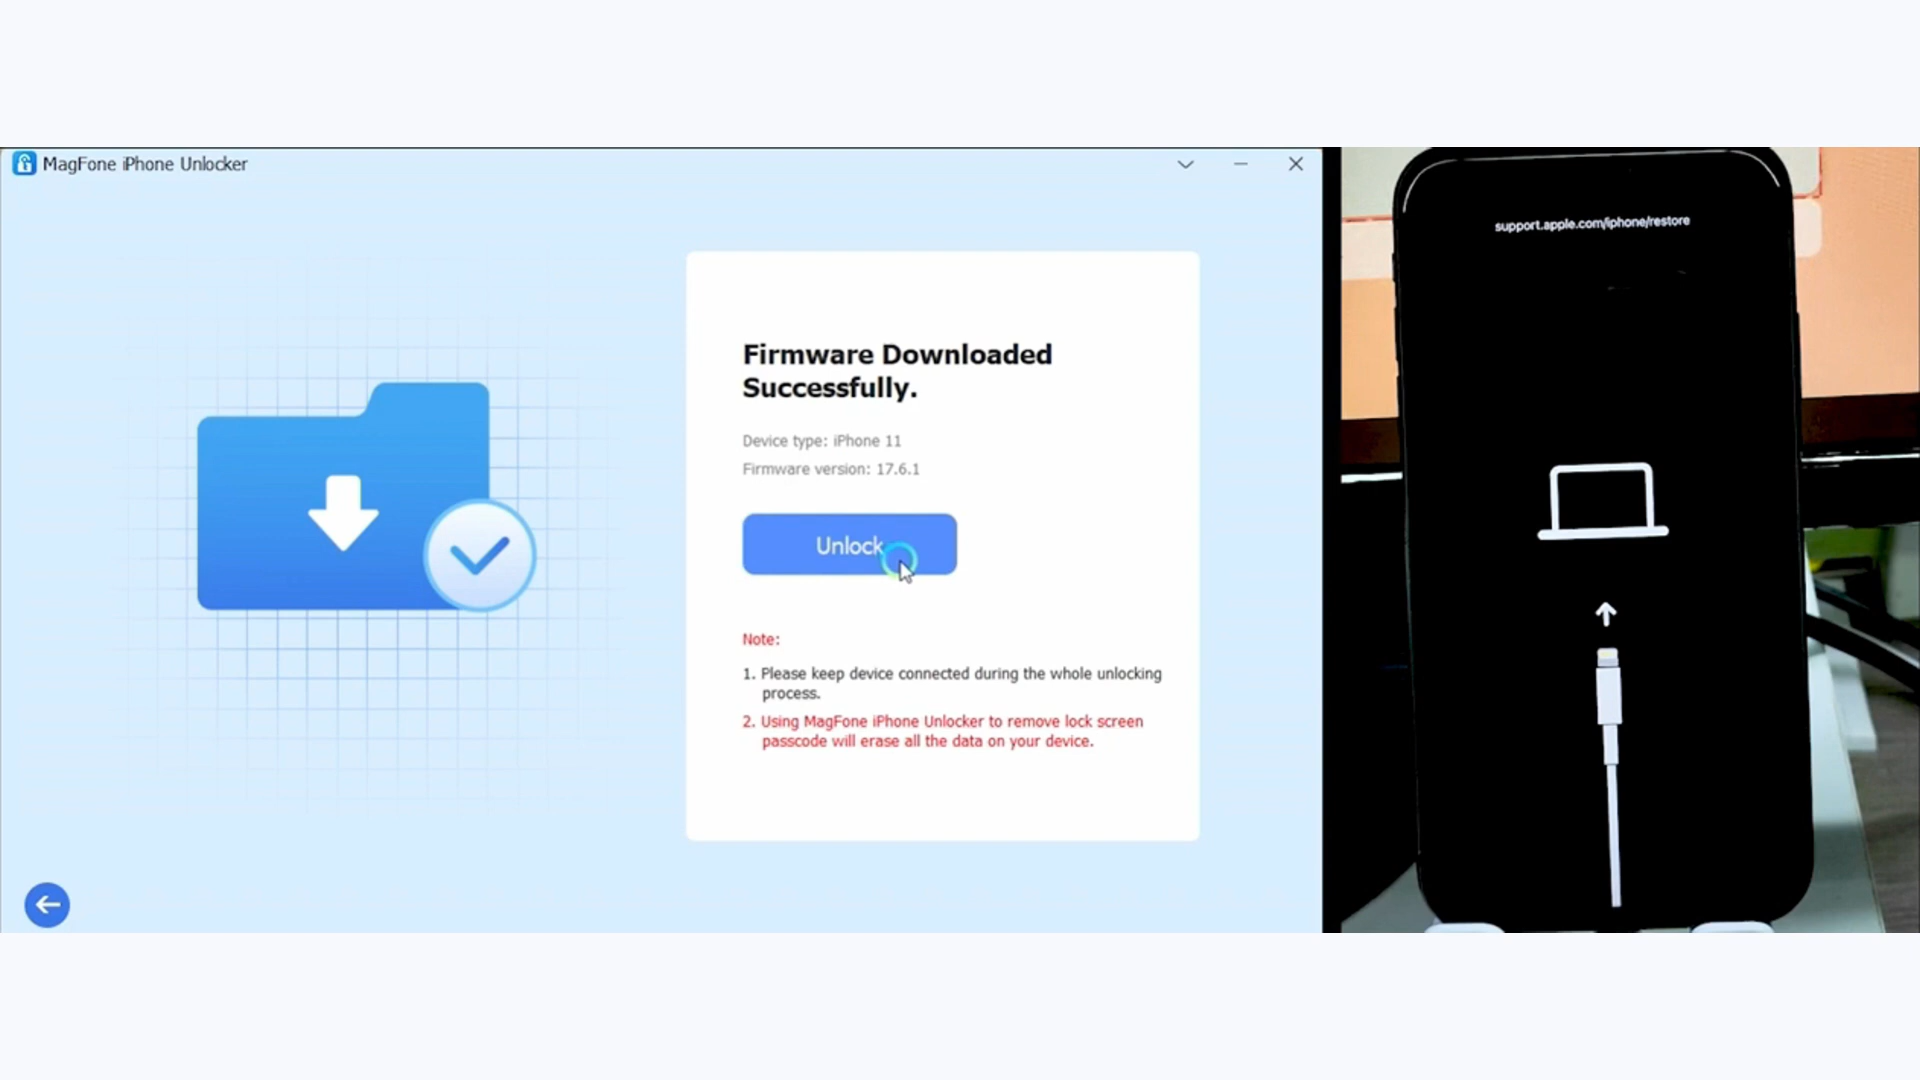 MagFone iPhone Unlocker
support.apple.com/iphone/restore
Firmware Downloaded
Successfully.
Device type: iPhone 11
Firmware version: 17.6.1
Unlock
Note:
1. Please keep device connected during the whole unlocking
process.
2. Using MagFone iPhone Unlocker to remove lock screen
passcode will erase all the data on your device.